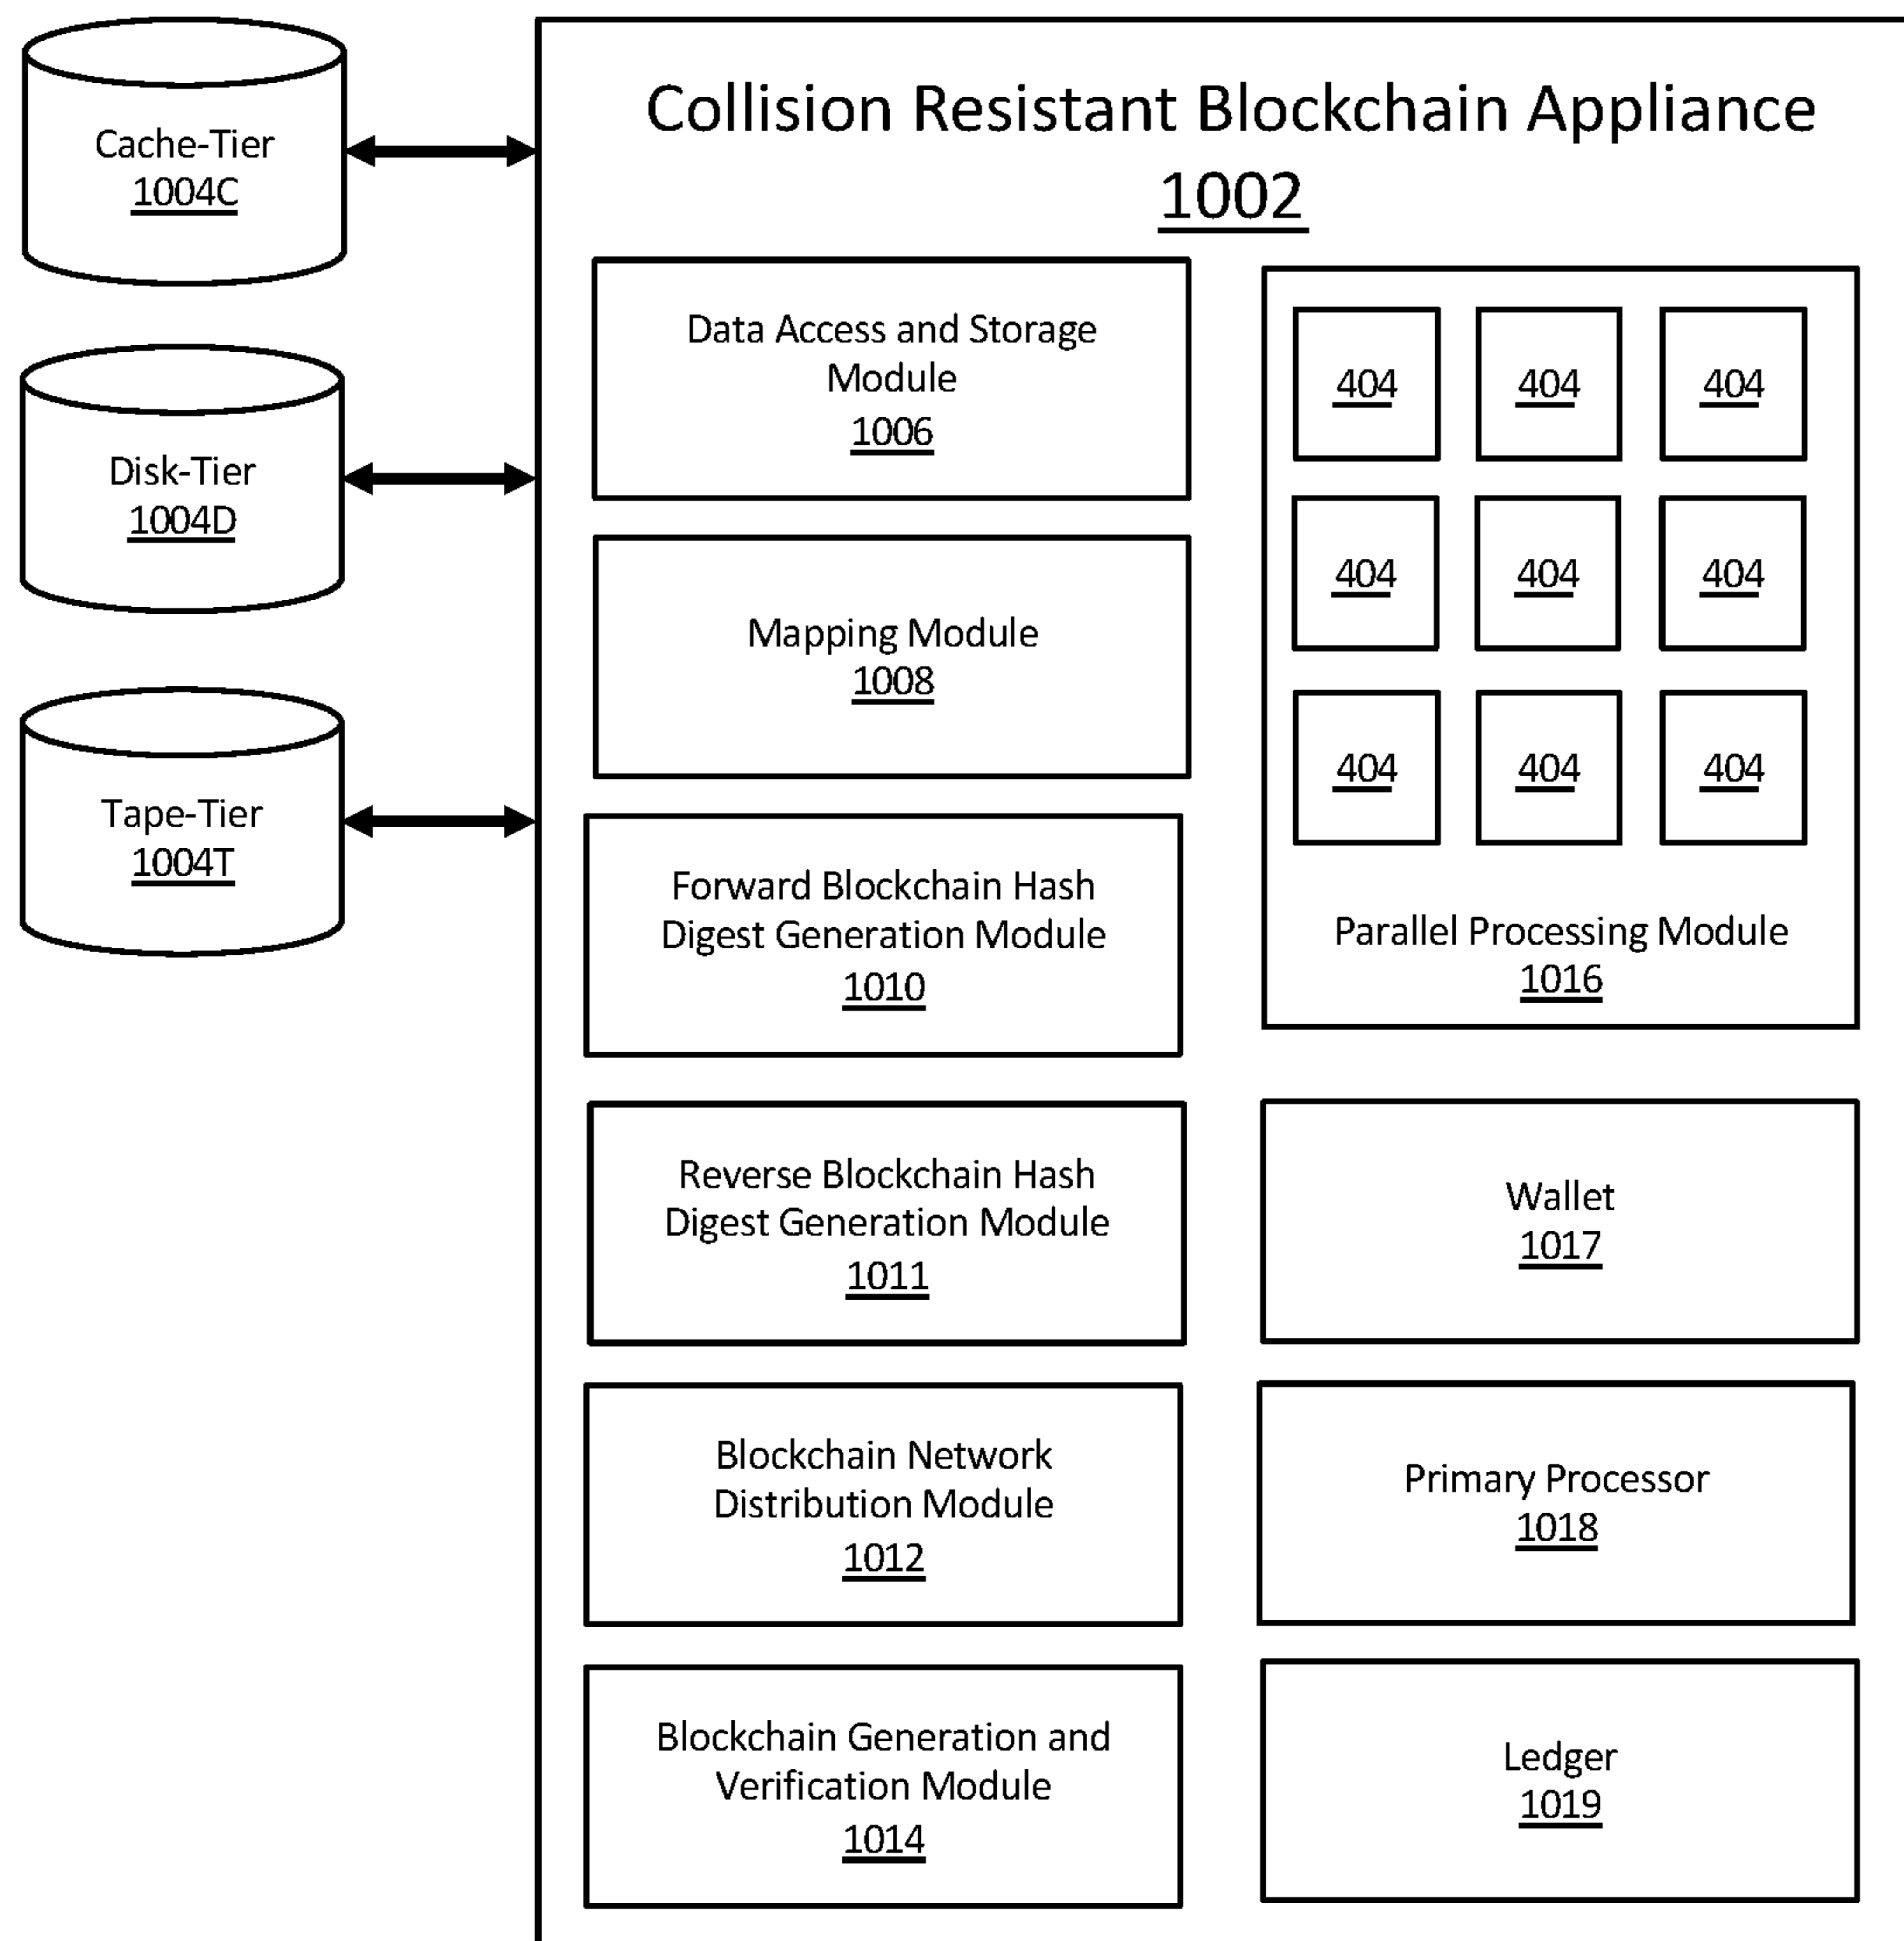 Cache-Tier
1004C
Disk-Tier
1004D
Tape-Tier
1004T
Collision Resistant Blockchain Appliance
1002
Data Access and Storage
Module
1006
Mapping Module
1008
Forward Blockchain Hash
Digest Generation Module
1010
Reverse Blockchain Hash
Digest Generation Module
1011
Blockchain Network
Distribution Module
1012
Blockchain Generation and
Verification Module
1014
404 404 404
404 404 404
404 404 404
Parallel Processing Module
1016
Wallet
1017
Primary Processor
1018
Ledger
1019